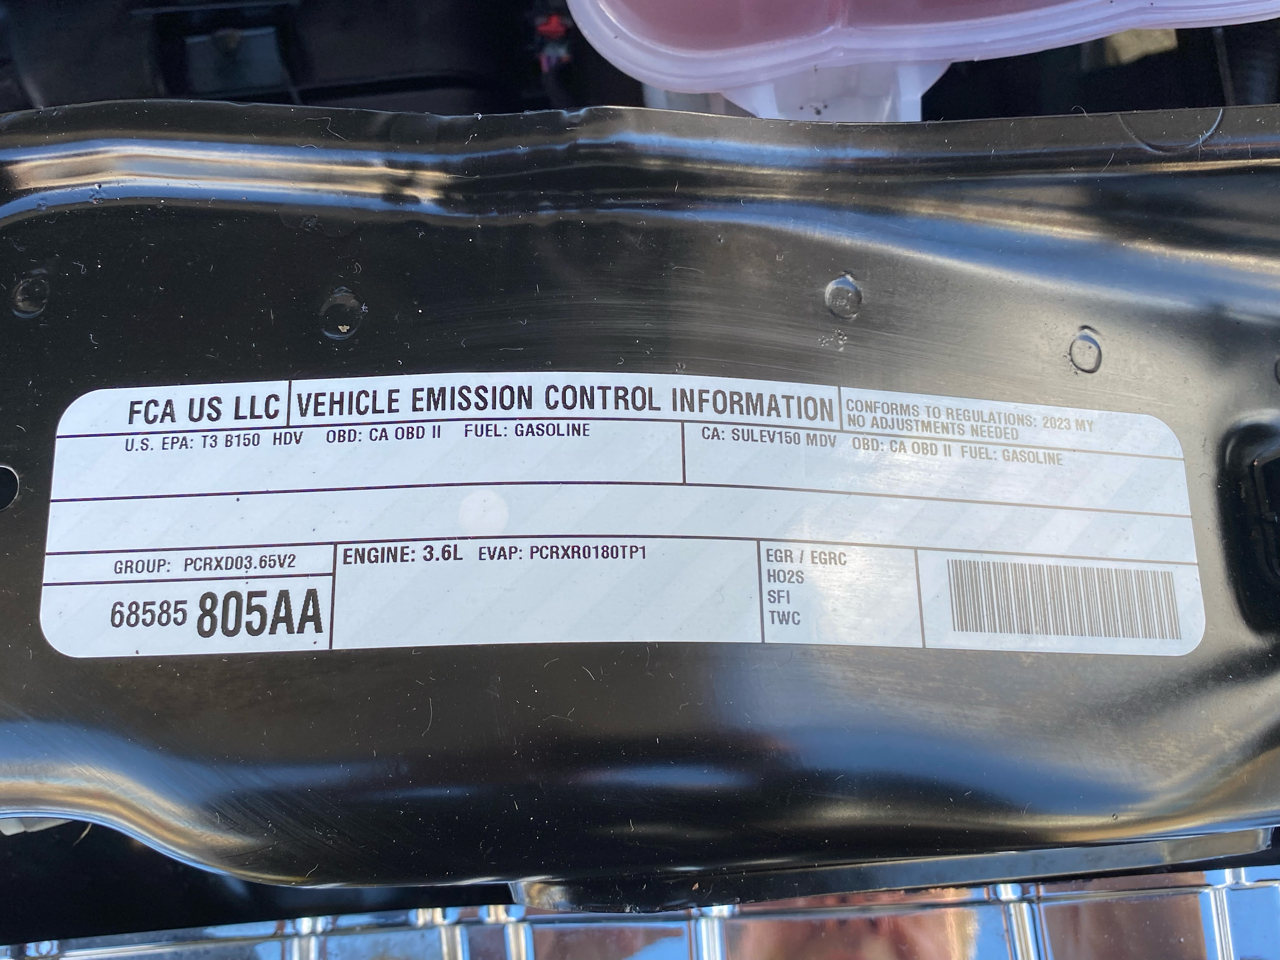 FCA US LLC VEHICLE EMISSION CONTROL INFORMATION
CONFORMS TO REGULATIONS: 2023 MY
NO ADJUSTMENTS NEEDED
U.S. EPA: T3 B150 HDV OBD: CA OBD II FUEL: GASOLINE
CA: SULEV150 MDV OBD: CA OBD II FUEL: GASOLINE
GROUP: PCRXD03.65V2
68585 805AA
ENGINE: 3.6L EVAP: PCRXR0180TP1
EGR / EGRC
HO2S
SFI
TWC